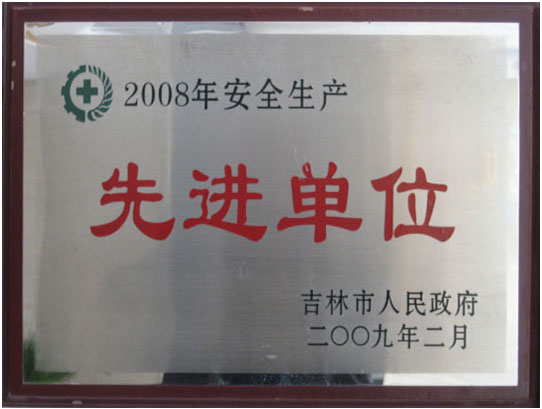 2008年安全生产
先进单位
吉林市人民政府
二〇〇九年二月